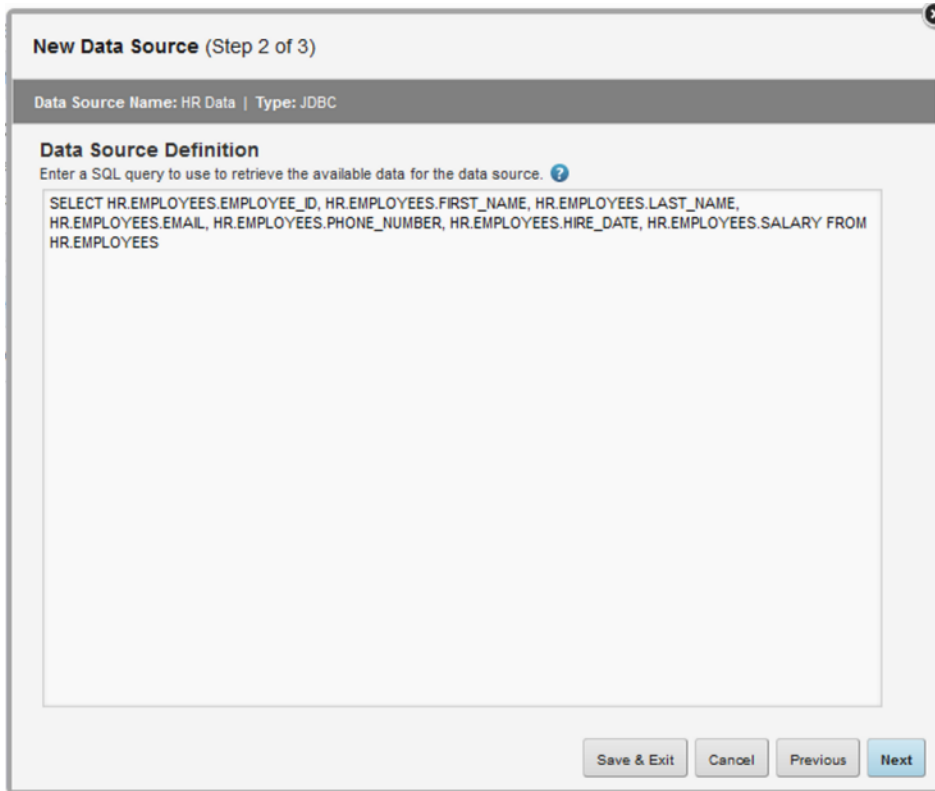 New Data Source (Step 2 of 3)
Data Source Name: HR Data | Type: JDBC
Data Source Definition
Enter a SQL query to use to retrieve the available data for the data source. ?
SELECT HR.EMPLOYEES.EMPLOYEE_ID, HR.EMPLOYEES.FIRST_NAME, HR.EMPLOYEES.LAST_NAME,
HR.EMPLOYEES.EMAIL, HR.EMPLOYEES.PHONE_NUMBER, HR.EMPLOYEES.HIRE_DATE, HR.EMPLOYEES.SALARY FROM
HR.EMPLOYEES
Save & Exit Cancel Previous Next